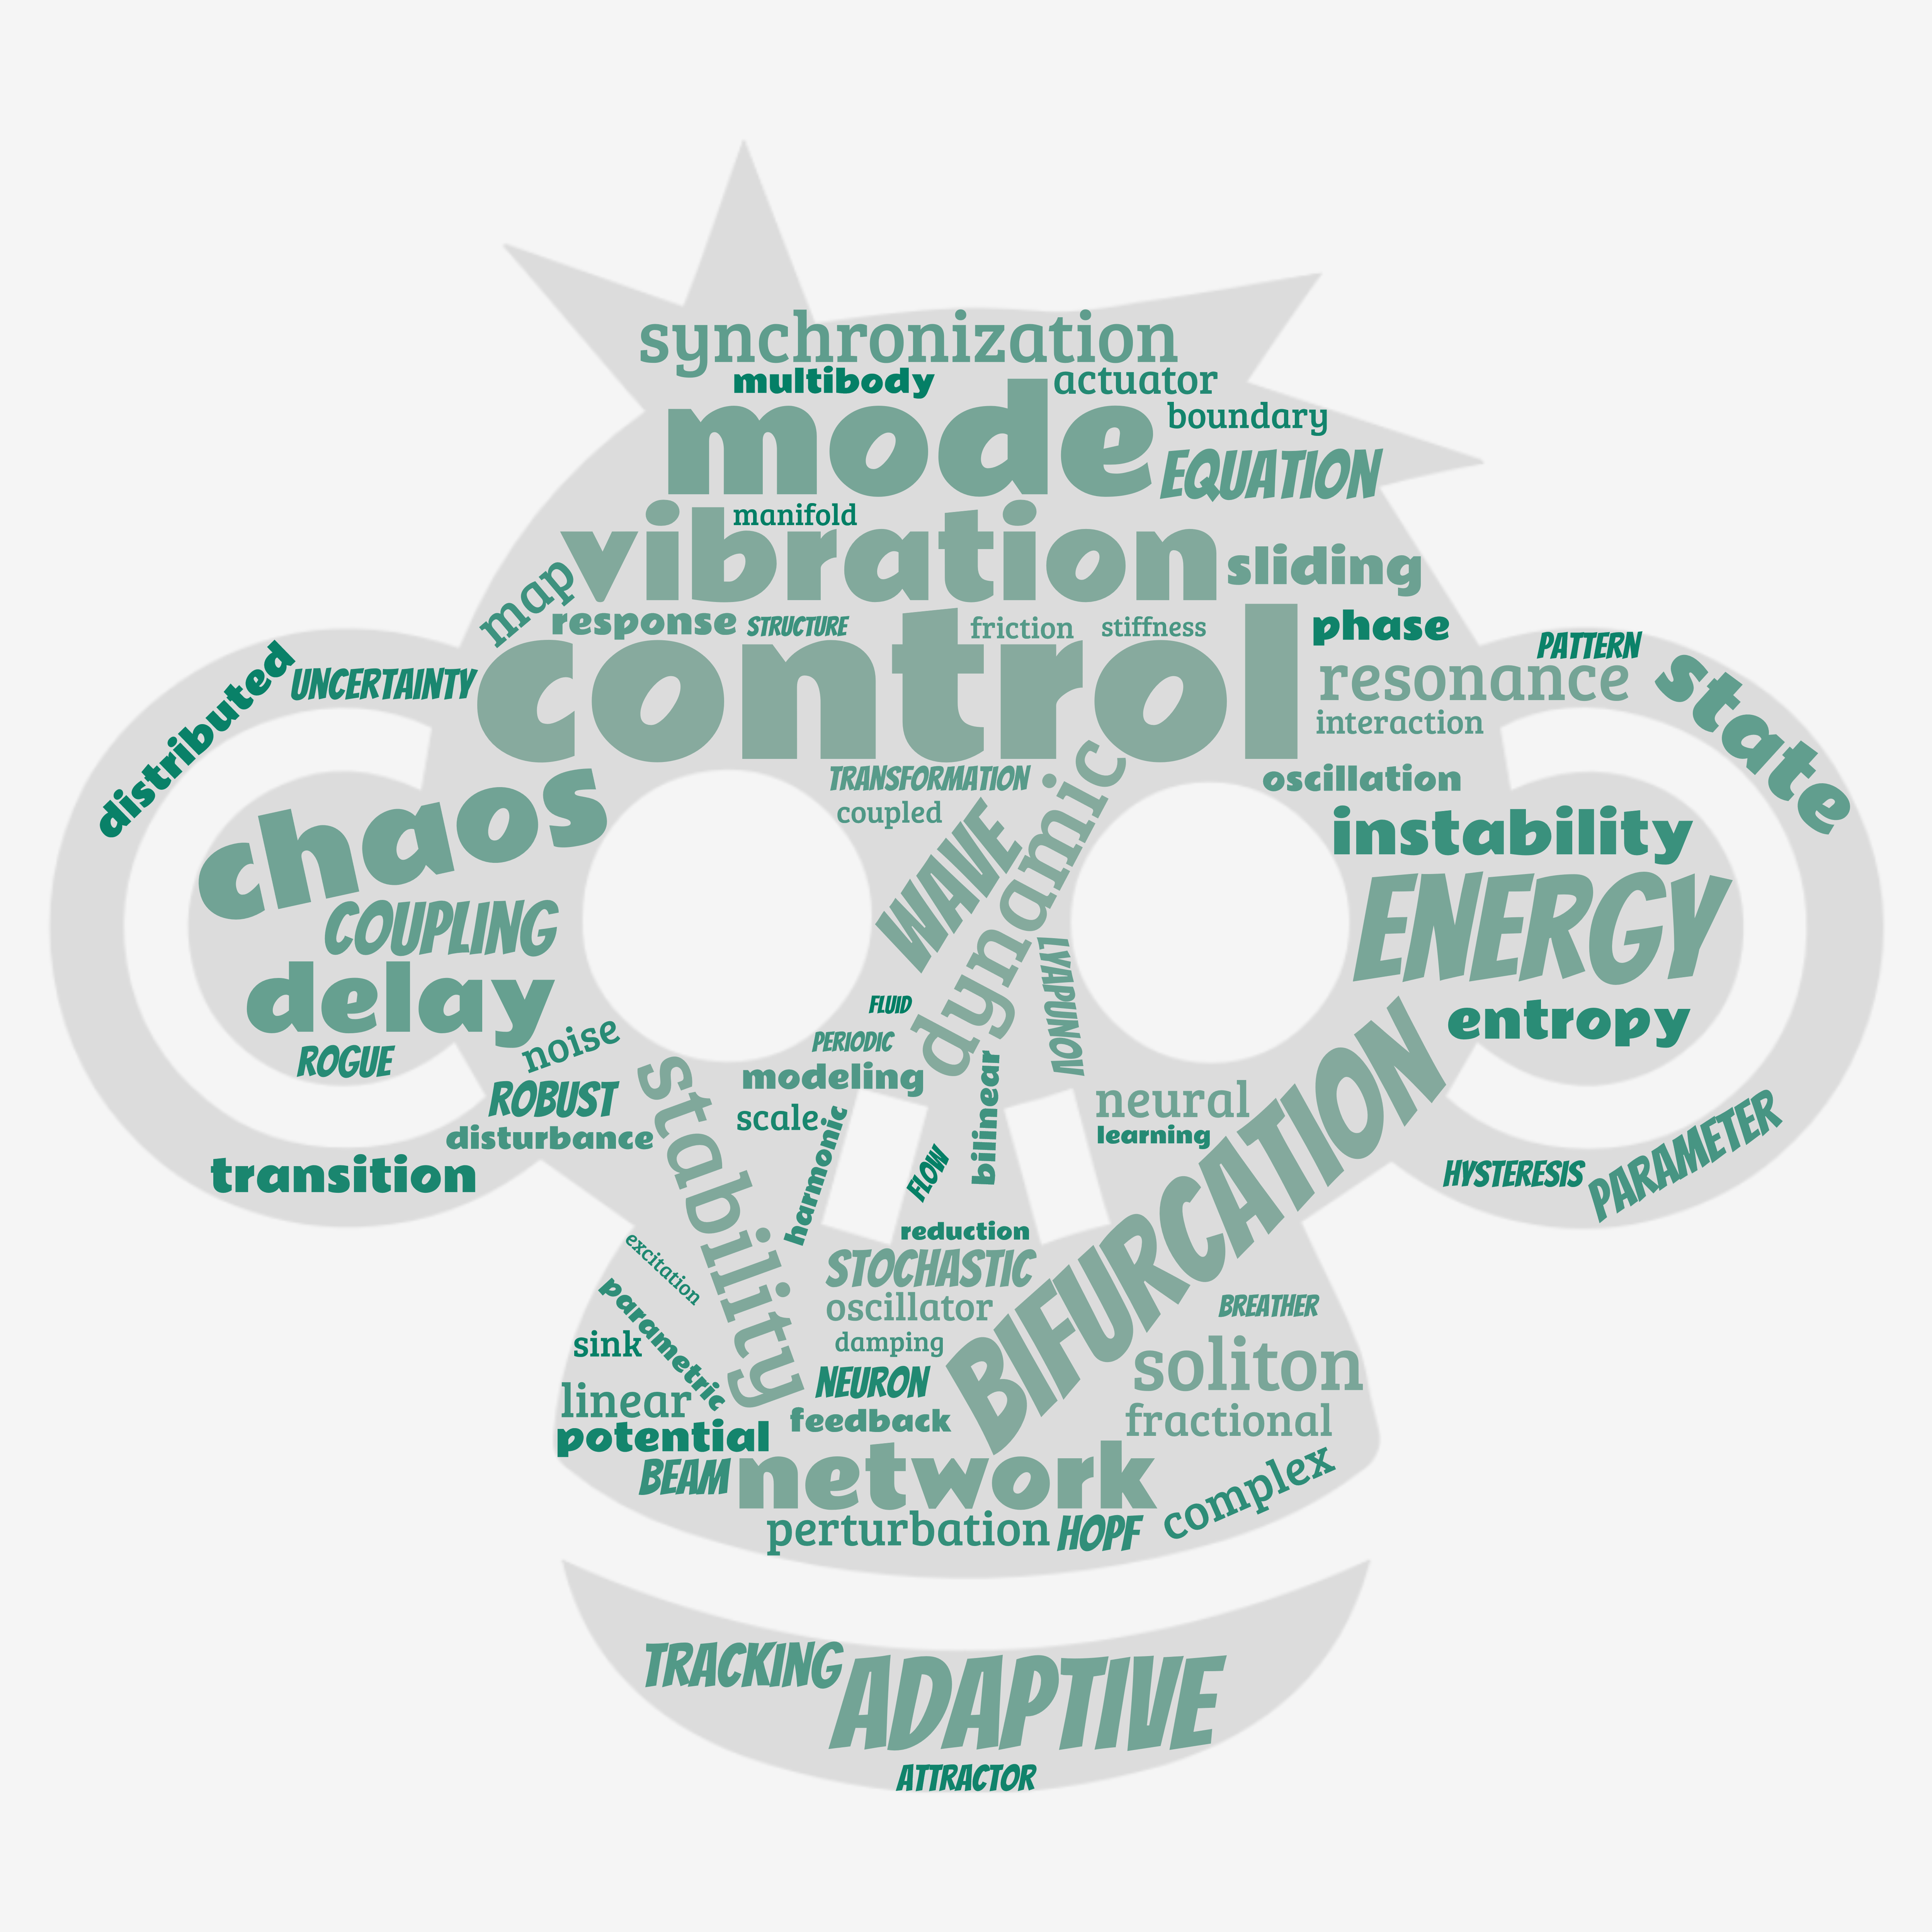 synchronization
multibody
actuator
mode
boundary
EQUATION
manifold
vibration
sliding
map
response
STRUCTURE
friction
stiffness
phase
PATTERN
distributed
UNCERTAINTY
control
resonance
state
interaction
TRANSFORMATION
oscillation
chaos
coupled
WAVE
dynamic
instability
COUPLING
ENERGY
LYAPUNOV
delay
FLUID
entropy
ROGUE
noise
PERIODIC
stability
modeling
bilinear
BIFURCATION
ROBUST
scale
harmonic
neural
disturbance
learning
transition
FLOW
HYSTERESIS
PARAMETER
reduction
excitation
STOCHASTIC
parametric
oscillator
BREATHER
sink
damping
soliton
linear
NEURON
potential
feedback
fractional
BEAM
network
complex
perturbation
HOPF
TRACKING
ADAPTIVE
ATTRACTOR